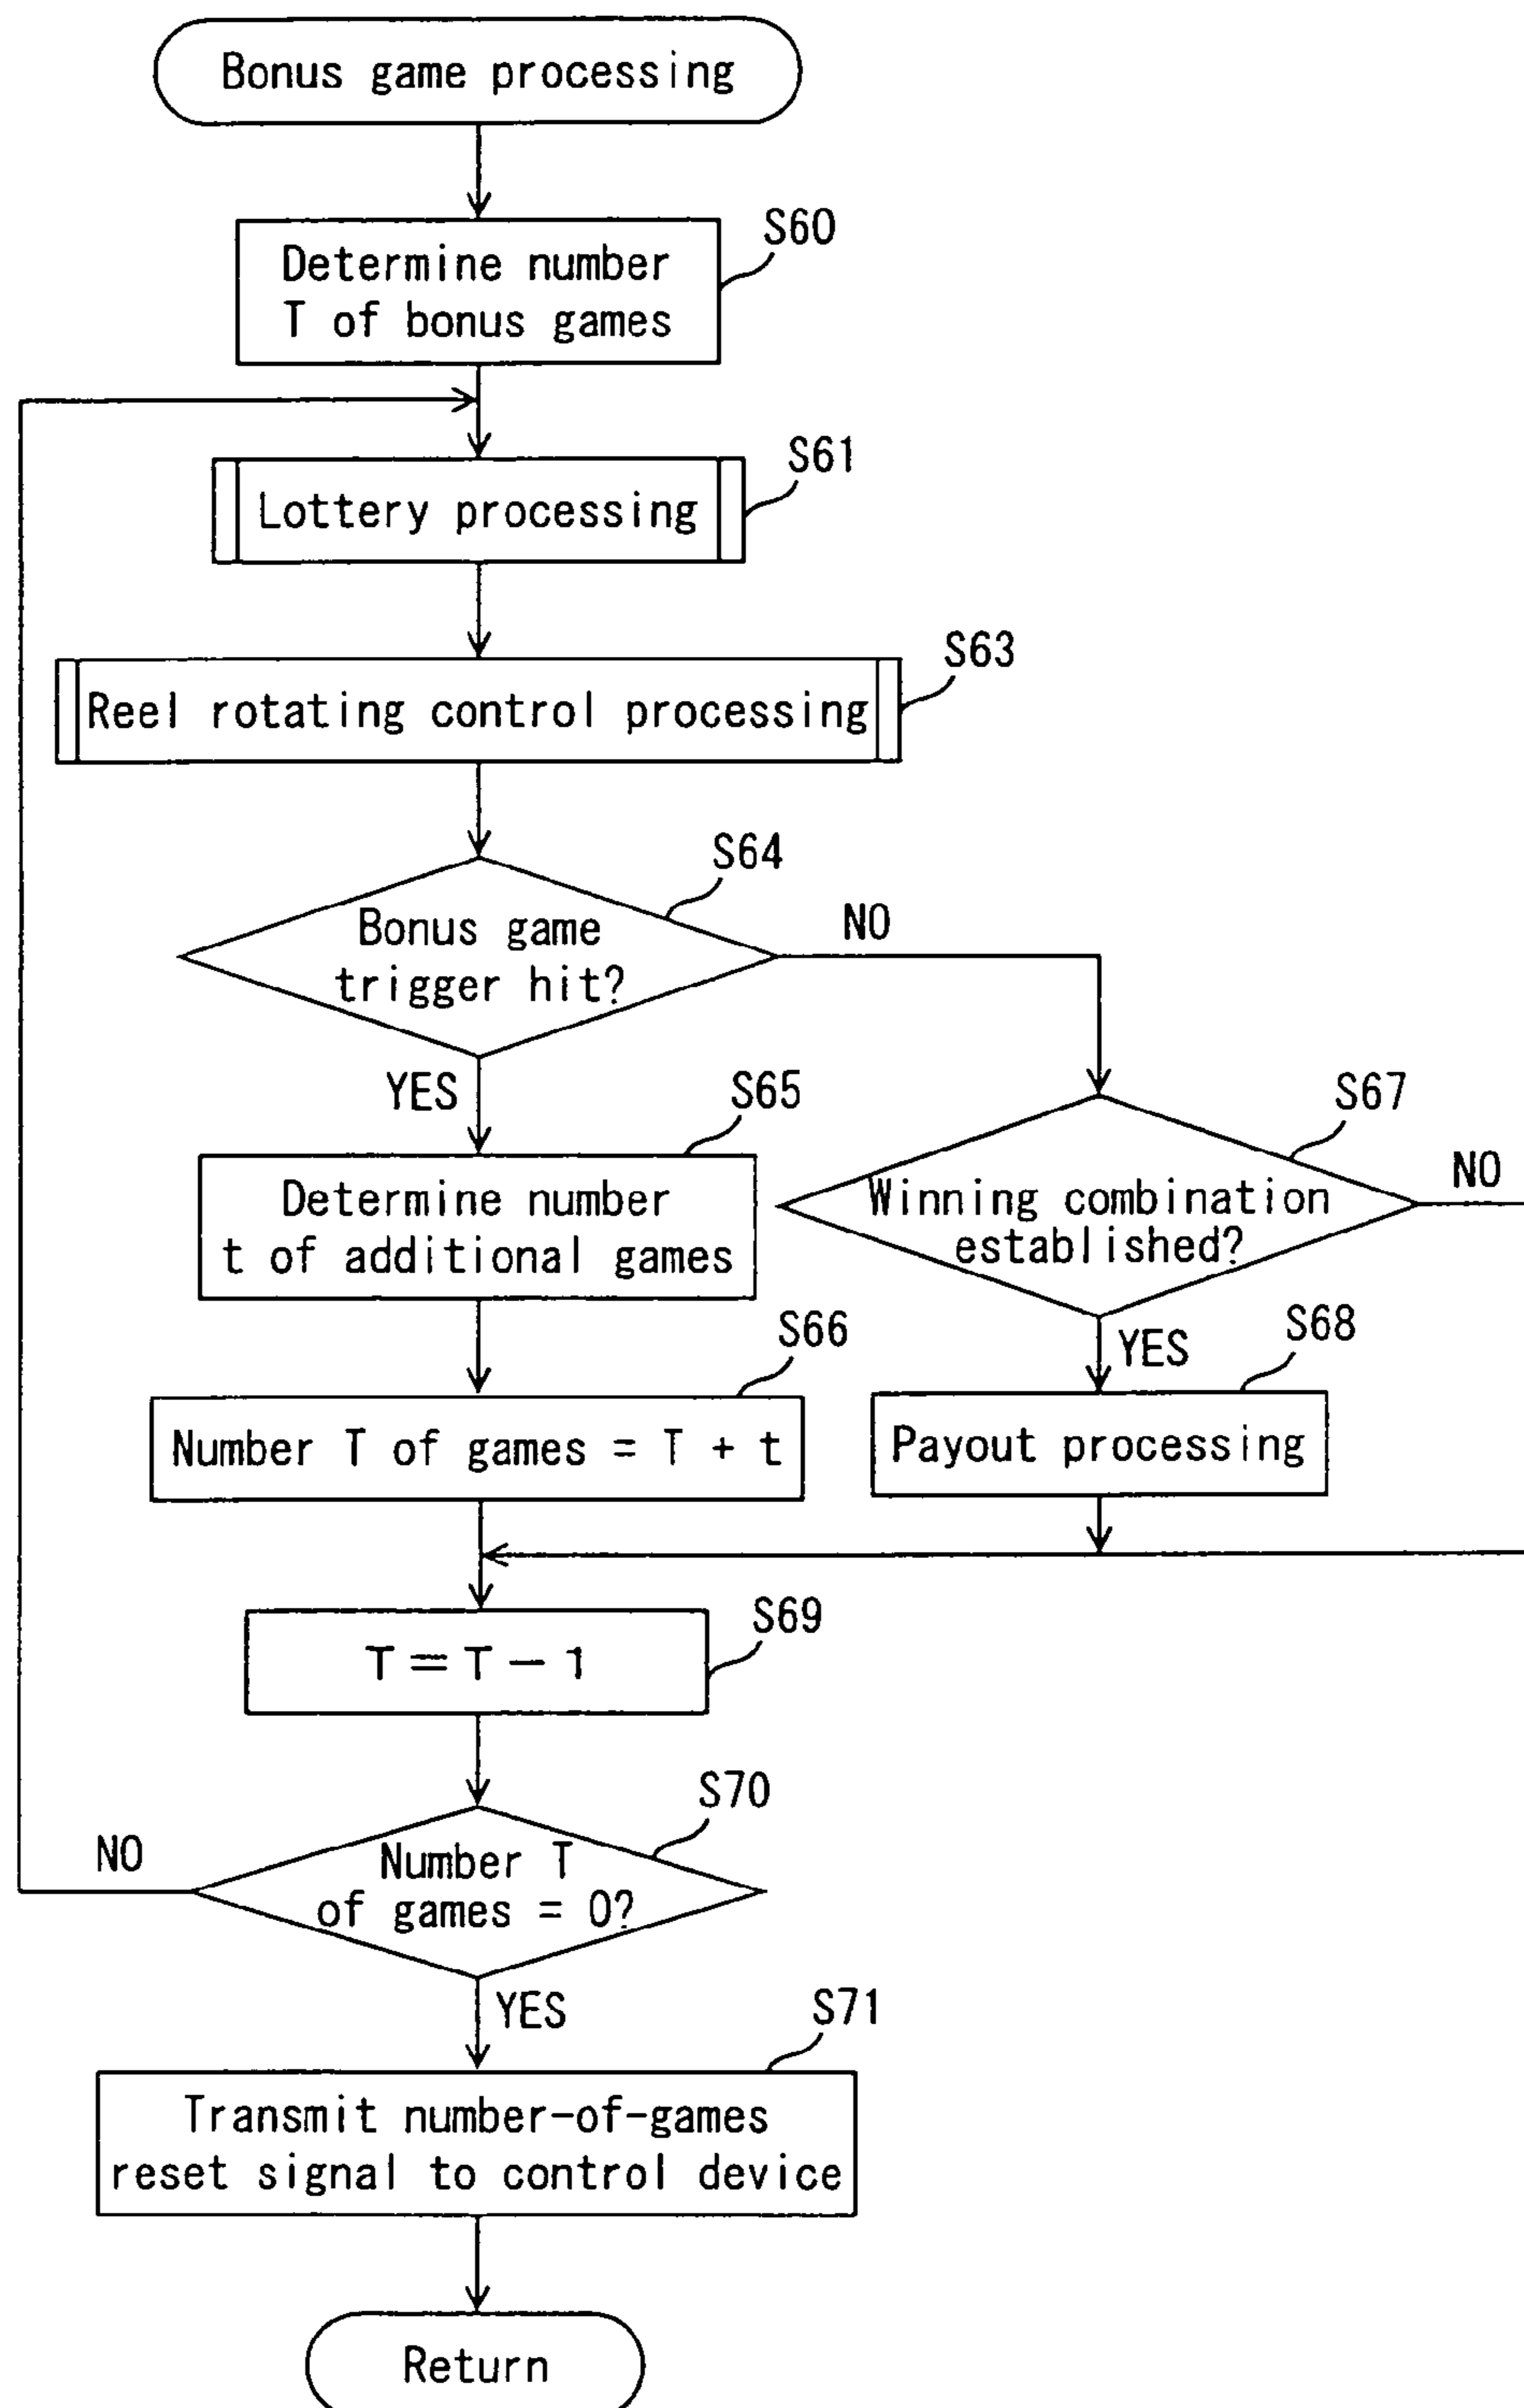 Bonus game processing
S60
Determine number
T of bonus games
S61
Lottery processing
S63
Reel rotating control processing
S64
Bonus game
trigger hit?
NO
YES
S65
Determine number
t of additional games
S67
Winning combination
established?
NO
S66
Number T of games = T + t
YES
S68
Payout processing
S69
T = T - 1
S70
Number T
of games = 0?
NO
YES
S71
Transmit number-of-games
reset signal to control device
Return